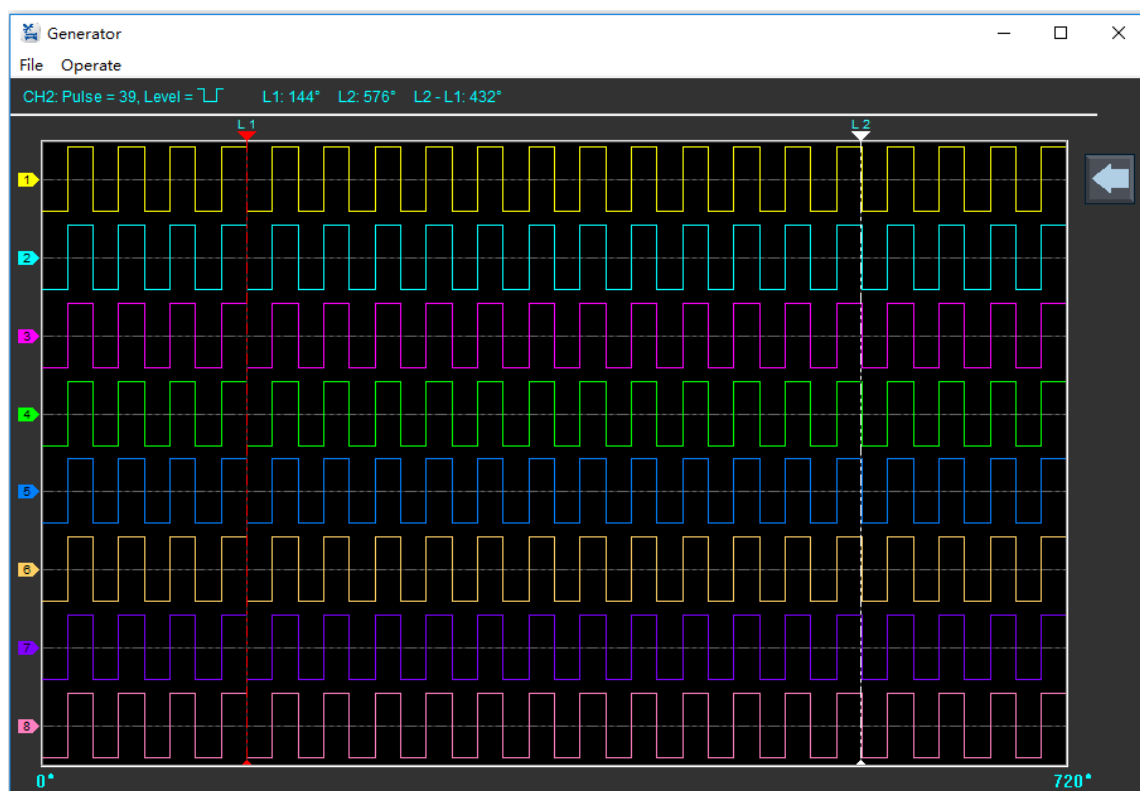 Generator
File Operate
CH2: Pulse = 39, Level = L1: 144° L2: 576° L2 - L1: 432°
L 1 L 2
1
2
3
4
5
6
7
8
0° 720°